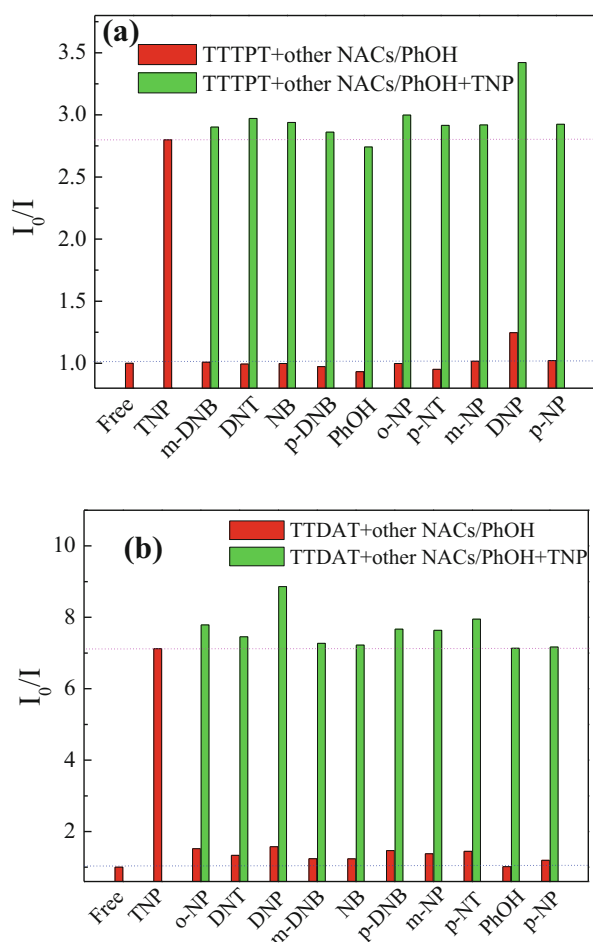 (a)
TTTPT+other NACs/PhOH
TTTPT+other NACs/PhOH+TNP
3.5
3.0
2.5
2.0
1.5
1.0
I₀/I
Free TNP m-DNB DNT NB p-DNB PhOH o-NP p-NT m-NP DNP p-NP
(b)
TTDAT+other NACs/PhOH
TTDAT+other NACs/PhOH+TNP
10
8
6
4
2
I₀/I
Free TNP o-NP DNT DNP m-DNB NB p-DNB m-NP p-NT PhOH p-NP